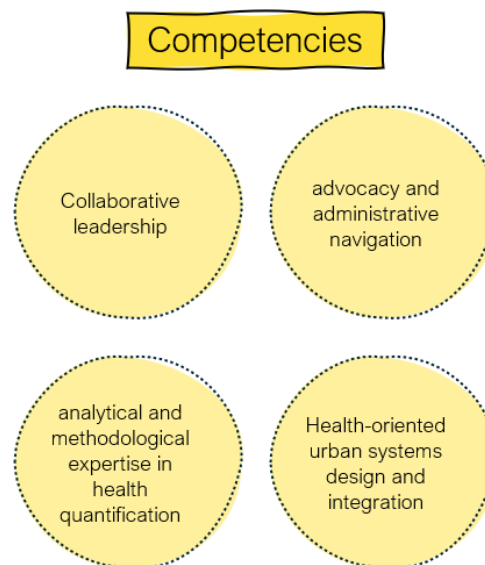 Competencies
Collaborative
leadership
advocacy and
administrative
navigation
analytical and
methodological
expertise in
health
quantification
Health-oriented
urban systems
design and
integration